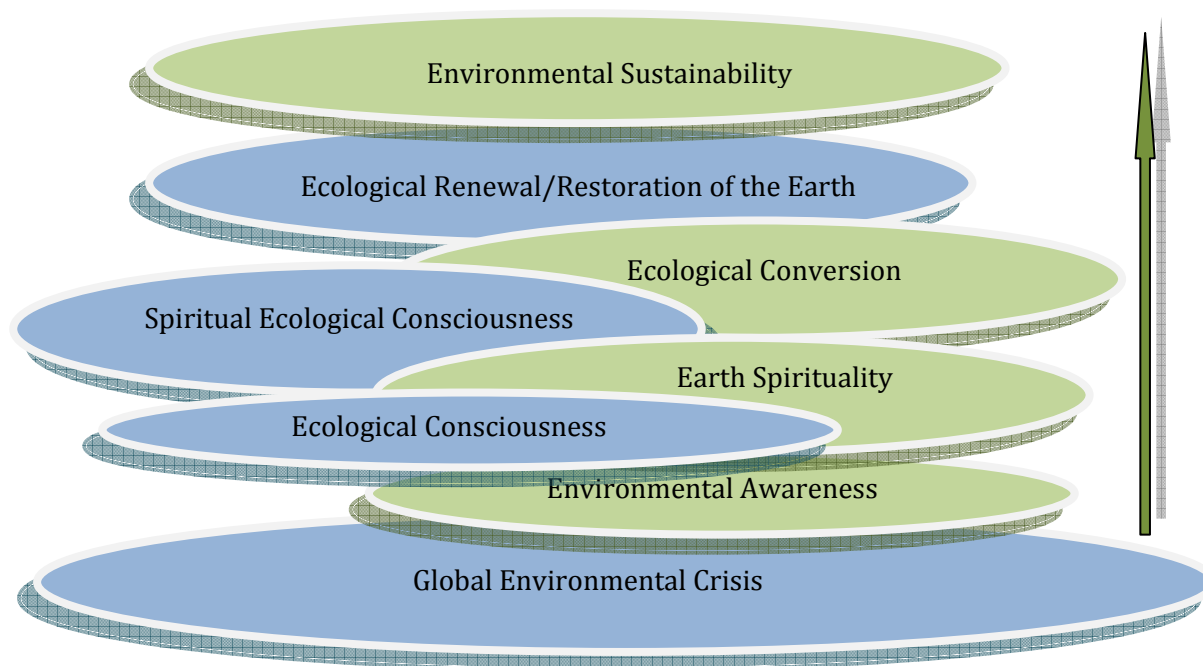 Environmental Sustainability
Ecological Renewal/Restoration of the Earth
Ecological Conversion
Spiritual Ecological Consciousness
Earth Spirituality
Ecological Consciousness
Environmental Awareness
Global Environmental Crisis